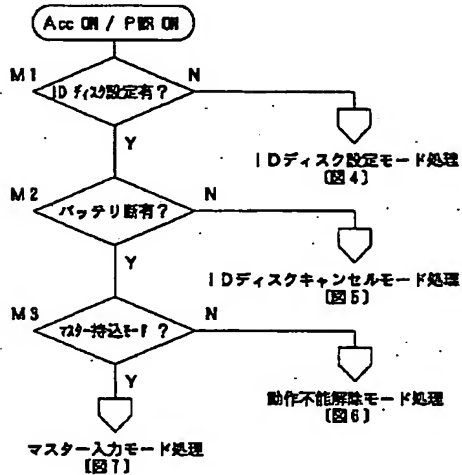 Acc ON / PWR ON
M1
IDディスク設定有？
N
Y
IDディスク設定モード処理
[図4]
M2
バッテリ断有？
N
Y
IDディスクキャンセルモード処理
[図5]
M3
マスター持込モード？
N
Y
動作不能解除モード処理
[図6]
マスター入力モード処理
[図7]